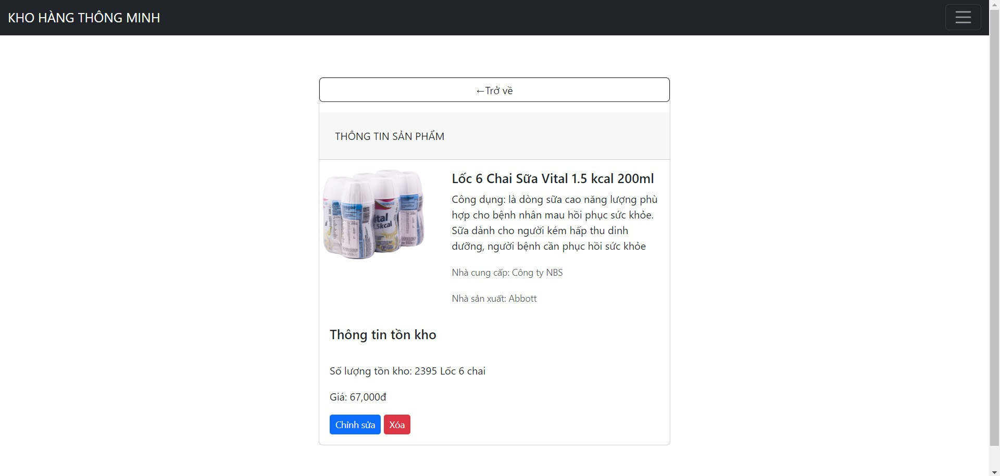 KHO HÀNG THÔNG MINH
←Trở về
THÔNG TIN SẢN PHẨM
Lốc 6 Chai Sữa Vital 1.5 kcal 200ml
Công dụng: là dòng sữa cao năng lượng phù
hợp cho bệnh nhân mau hồi phục sức khỏe.
Sữa dành cho người kém hấp thu dinh
dưỡng, người bệnh cần phục hồi sức khỏe
Nhà cung cấp: Công ty NBS
Nhà sản xuất: Abbott
Thông tin tồn kho
Số lượng tồn kho: 2395 Lốc 6 chai
Giá: 67,000đ
Chỉnh sửa Xóa